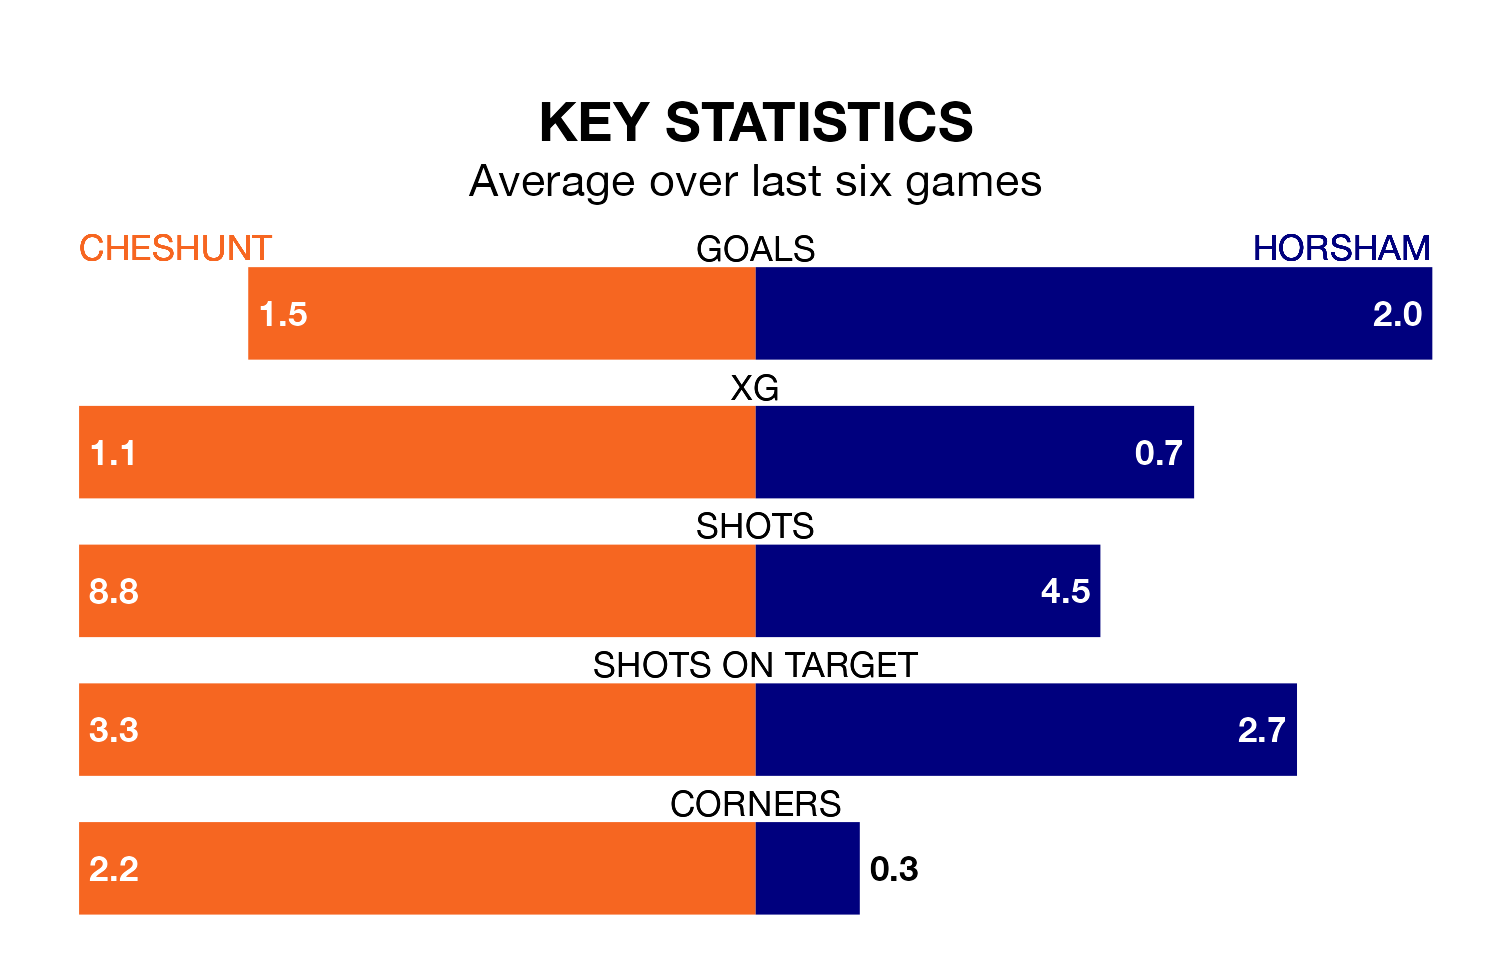 KEY STATISTICS
Average over last six games
CHESHUNT GOALS HORSHAM
1.5 2.0
XG
1.1 0.7
SHOTS
8.8 4.5
SHOTS ON TARGET
3.3 2.7
CORNERS
2.2 0.3